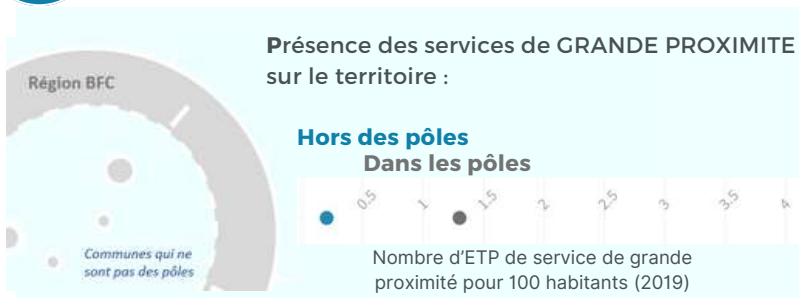 Présence des services de GRANDE PROXIMITE
sur le territoire :
Région BFC
Hors des pôles
Dans les pôles
0.5 1 1.5 2 2.5 3 3.5 4
Communes qui ne
sont pas des pôles
Nombre d’ETP de service de grande
proximité pour 100 habitants (2019)